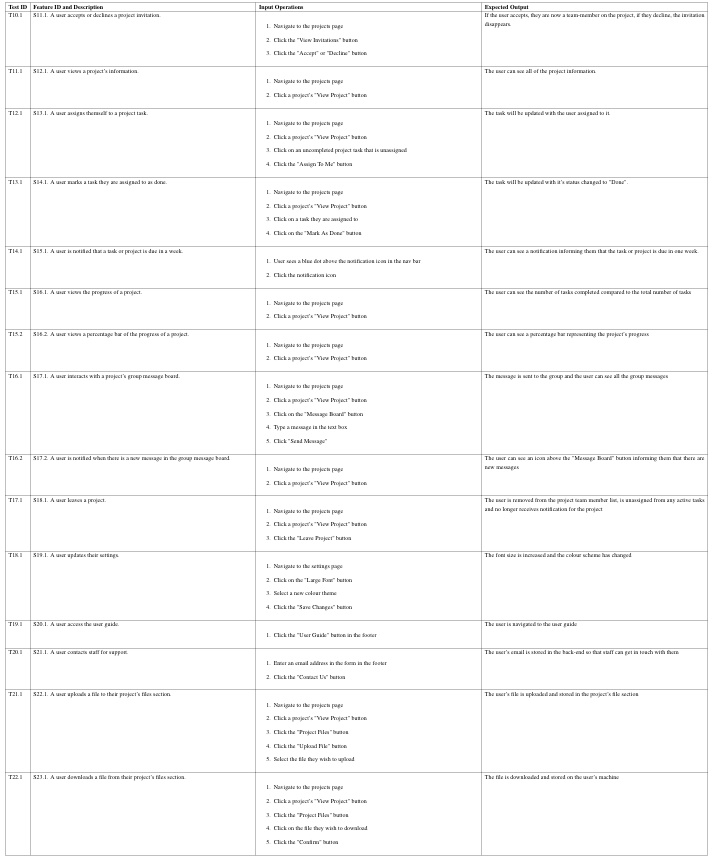 Test ID Feature ID and Description Input Operations Expected Output
T10.1 S11.1. A user accepts or declines a project invitation. If the user accepts, they are now a team-member on the project, if they decline, the invitation
disappears.
1. Navigate to the projects page
2. Click the "View Invitations" button
3. Click the "Accept" or "Decline" button
T11.1 S12.1. A user views a project's information. The user can see all of the project information.
1. Navigate to the projects page
2. Click a project's "View Project" button
T12.1 S13.1. A user assigns themself to a project task. The task will be updated with the user assigned to it.
1. Navigate to the projects page
2. Click a project's "View Project" button
3. Click on an uncompleted project task that is unassigned
4. Click the "Assign To Me" button
T13.1 S14.1. A user marks a task they are assigned to as done. The task will be updated with it's status changed to "Done".
1. Navigate to the projects page
2. Click a project's "View Project" button
3. Click on a task they are assigned to
4. Click on the "Mark As Done" button
T14.1 S15.1. A user is notified that a task or project is due in a week. The user can see a notification informing them that the task or project is due in one week.
1. User sees a blue dot above the notification icon in the nav bar
2. Click the notification icon
T15.1 S16.1. A user views the progress of a project. The user can see the number of tasks completed compared to the total number of tasks
1. Navigate to the projects page
2. Click a project's "View Project" button
T15.2 S16.2. A user views a percentage bar of the progress of a project. The user can see a percentage bar representing the project's progress
1. Navigate to the projects page
2. Click a project's "View Project" button
T16.1 S17.1. A user interacts with a project's group message board. The message is sent to the group and the user can see all the group messages
1. Navigate to the projects page
2. Click a project's "View Project" button
3. Click on the "Message Board" button
4. Type a message in the text box
5. Click "Send Message"
T16.2 S17.2. A user is notified when there is a new message in the group message board. The user can see an icon above the "Message Board" button informing them that there are
new messages
1. Navigate to the projects page
2. Click a project's "View Project" button
T17.1 S18.1. A user leaves a project. The user is removed from the project team member list, is unassigned from any active tasks
and no longer receives notification for the project
1. Navigate to the projects page
2. Click a project's "View Project" button
3. Click the "Leave Project" button
T18.1 S19.1. A user updates their settings. The font size is increased and the colour scheme has changed
1. Navigate to the settings page
2. Click on the "Large Font" button
3. Select a new colour theme
4. Click the "Save Changes" button
T19.1 S20.1. A user access the user guide. The user is navigated to the user guide
1. Click the "User Guide" button in the footer
T20.1 S21.1. A user contacts staff for support. The user's email is stored in the back-end so that staff can get in touch with them
1. Enter an email address in the form in the footer
2. Click the "Contact Us" button
T21.1 S22.1. A user uploads a file to their project's files section. The user's file is uploaded and stored in the project's file section
1. Navigate to the projects page
2. Click a project's "View Project" button
3. Click the "Project Files" button
4. Click the "Upload File" button
5. Select the file they wish to upload
T22.1 S23.1. A user downloads a file from their project's files section. The file is downloaded and stored on the user's machine
1. Navigate to the projects page
2. Click a project's "View Project" button
3. Click the "Project Files" button
4. Click on the file they wish to download
5. Click the "Confirm" button